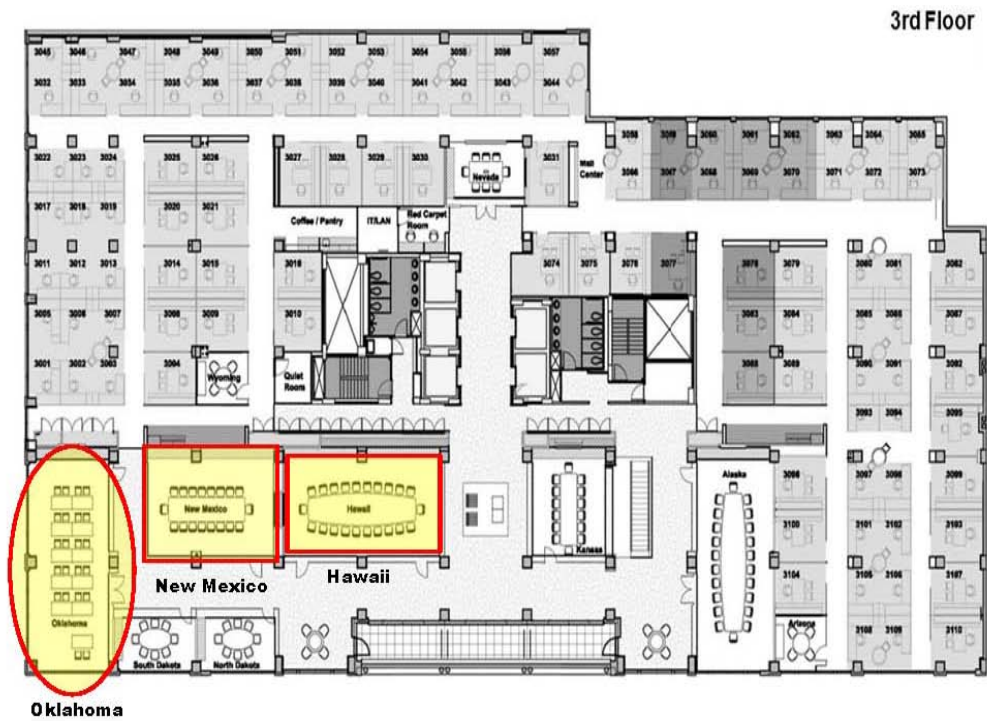 3rd Floor
3045 3046 3047 3048 3049 3050 3051 3052 3053 3054 3055 3056 3057
3032 3033 3034 3035 3036 3037 3038 3039 3040 3041 3042 3043 3044
3058 3059 3060 3061 3062 3063 3064 3065
3022 3023 3024 3025 3026 3027 3028 3029 3030 Nevada 3031 Mail Center 3066 3067 3068 3069 3070 3071 3072 3073
3017 3018 3019 3020 3021
Coffee / Pantry IT/LAN Red Carpet Room
3011 3012 3013 3014 3015 3016 3074 3075 3076 3077 3078 3079 3080 3081 3082
3005 3006 3007 3008 3009 3010 3083 3084 3086 3087
3001 3002 3003 3004 Wyoming Quiet Room 3088 3089 3090 3091 3092
3093 3094 3095
Alaska
3096 3097 3098 3099
New Mexico Hawaii
3100 3101 3102 3103
Kansas
New Mexico Hawaii
3104 3105 3106 3107
Oklahoma
Arizona
South Dakota North Dakota
3108 3109 3110
Oklahoma